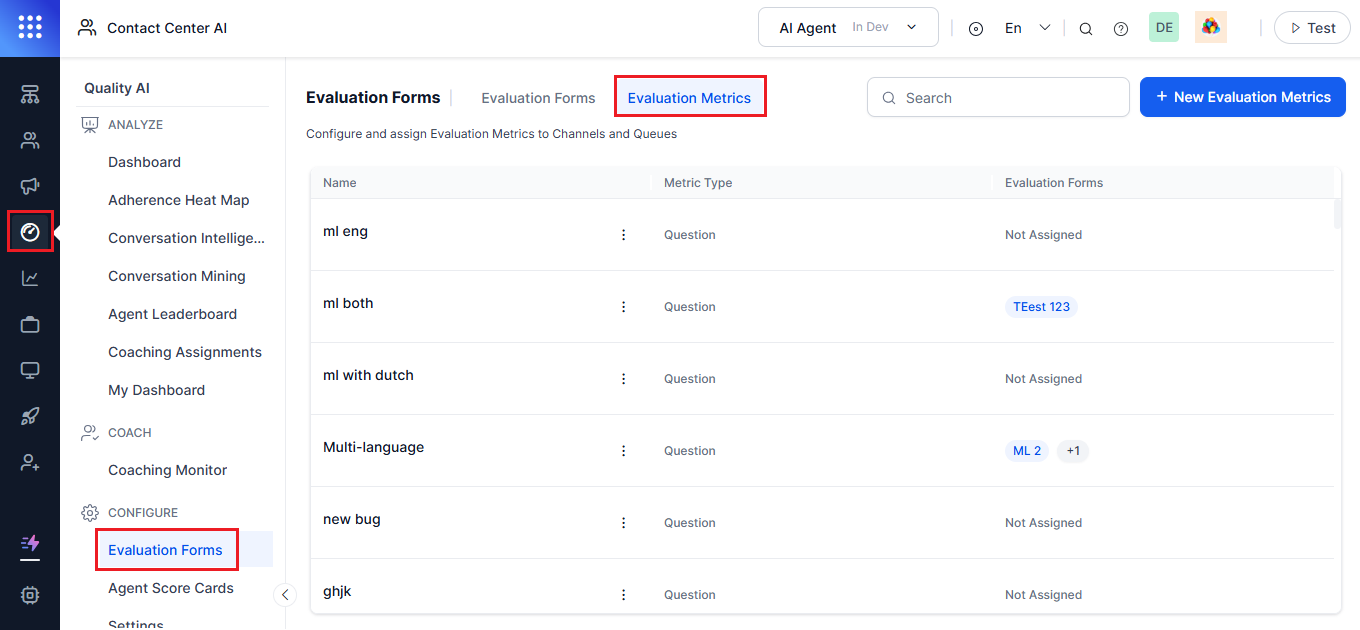 Contact Center AI
AI Agent In Dev
En
DE
Test
Quality AI
ANALYZE
Dashboard
Adherence Heat Map
Conversation Intellige...
Conversation Mining
Agent Leaderboard
Coaching Assignments
My Dashboard
COACH
Coaching Monitor
CONFIGURE
Evaluation Forms
Agent Score Cards
Settings
Evaluation Forms
Evaluation Forms
Evaluation Metrics
Search
+ New Evaluation Metrics
Configure and assign Evaluation Metrics to Channels and Queues
Name Metric Type Evaluation Forms
ml eng Question Not Assigned
ml both Question TEest 123
ml with dutch Question Not Assigned
Multi-language Question ML 2 +1
new bug Question Not Assigned
ghjk Question Not Assigned